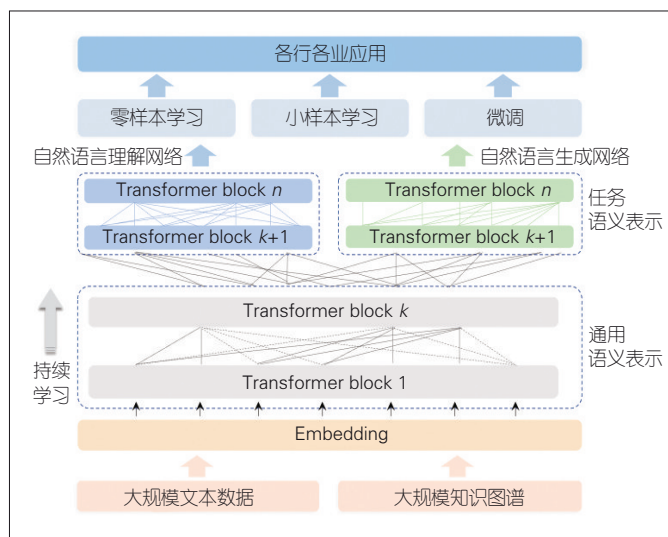 各行各业应用
零样本学习
小样本学习
微调
自然语言理解网络
自然语言生成网络
Transformer block n
Transformer block n
任务
语义表示
Transformer block k+1
Transformer block k+1
Transformer block k
通用
语义表示
持续
学习
Transformer block 1
Embedding
大规模文本数据
大规模知识图谱